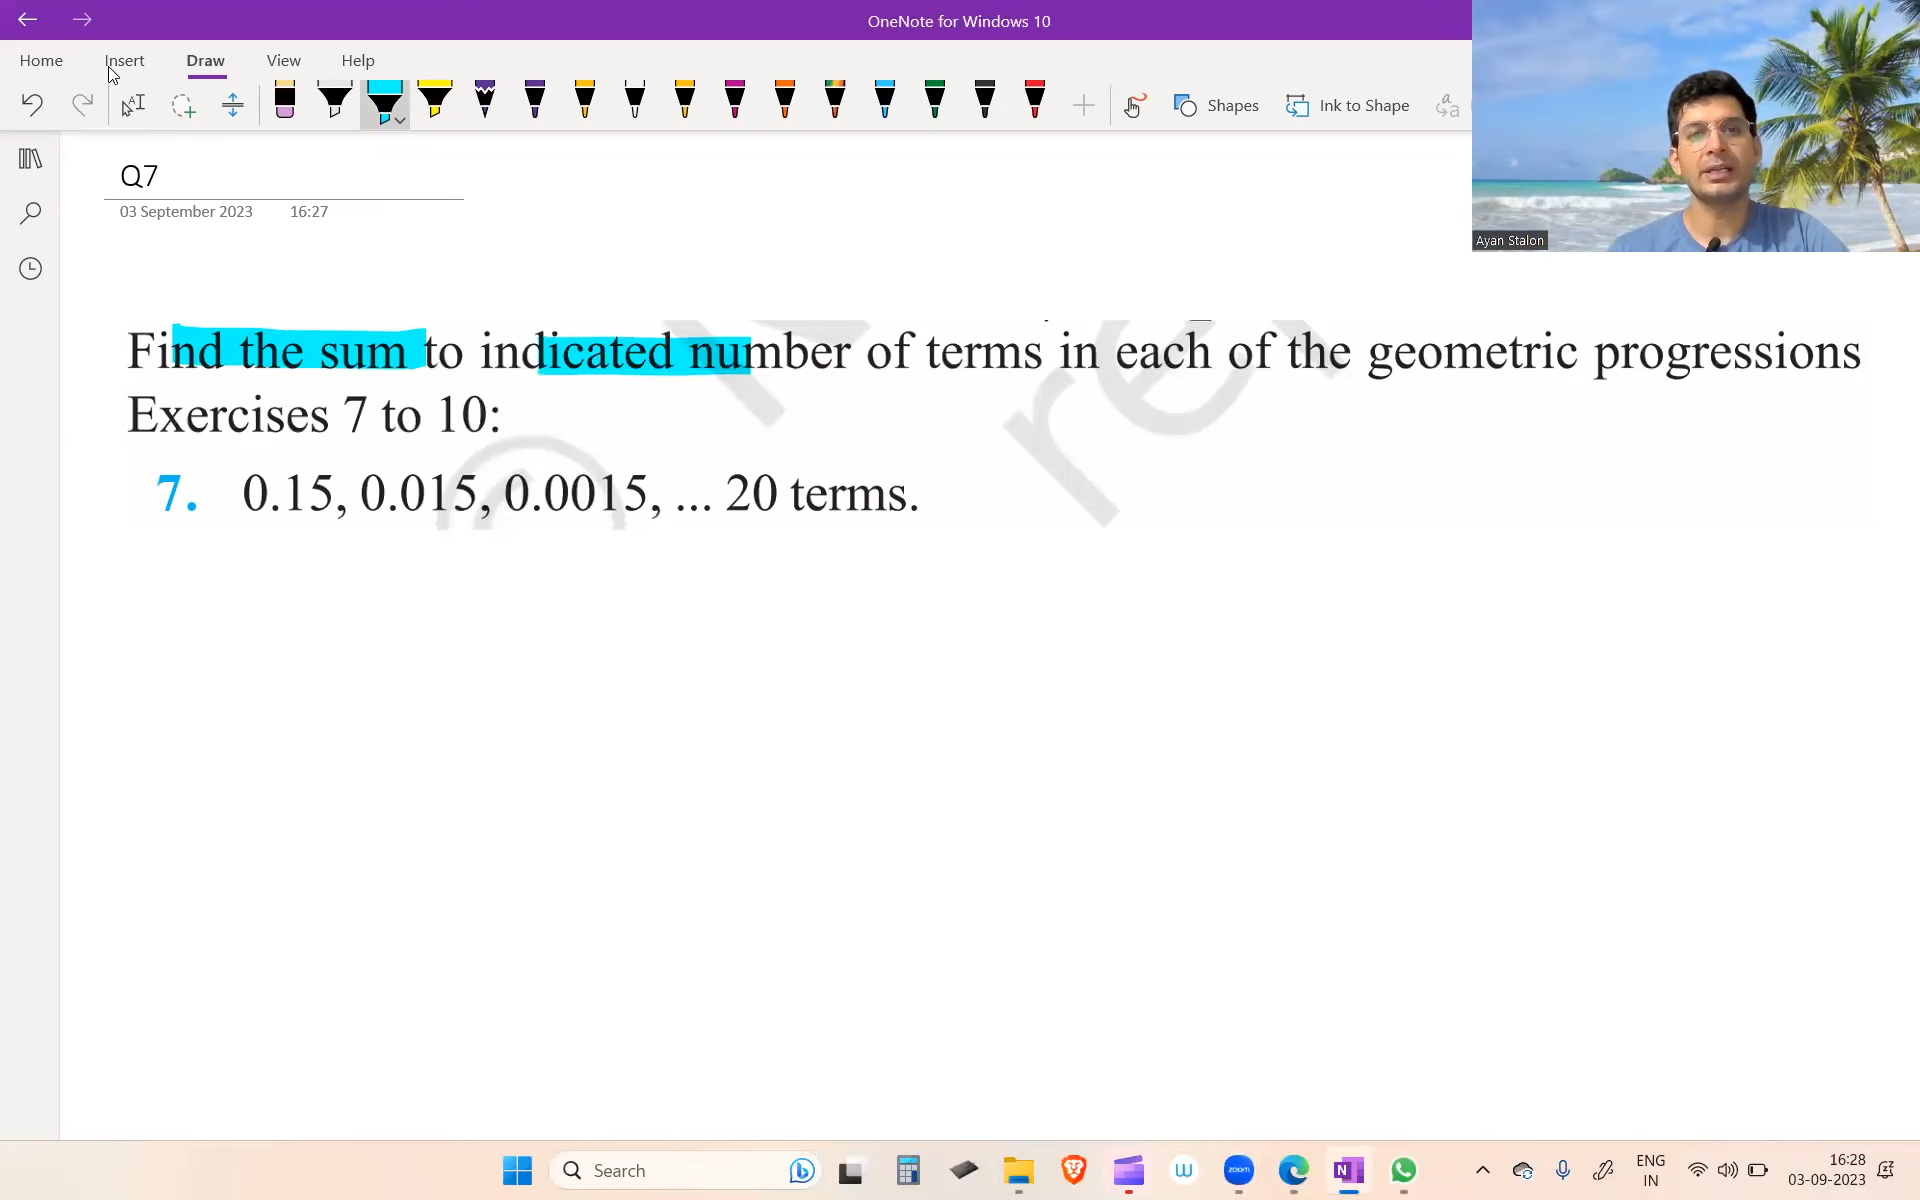 OneNote for Windows 10
Home Insert Draw View Help
Shapes Ink to Shape
Q7
03 September 2023 16:27
Ayan Stalon
Find the sum to indicated number of terms in each of the geometric progressions
Exercises 7 to 10:
7. 0.15, 0.015, 0.0015, ... 20 terms.
Search
zoom
ENG
IN
16:28
03-09-2023